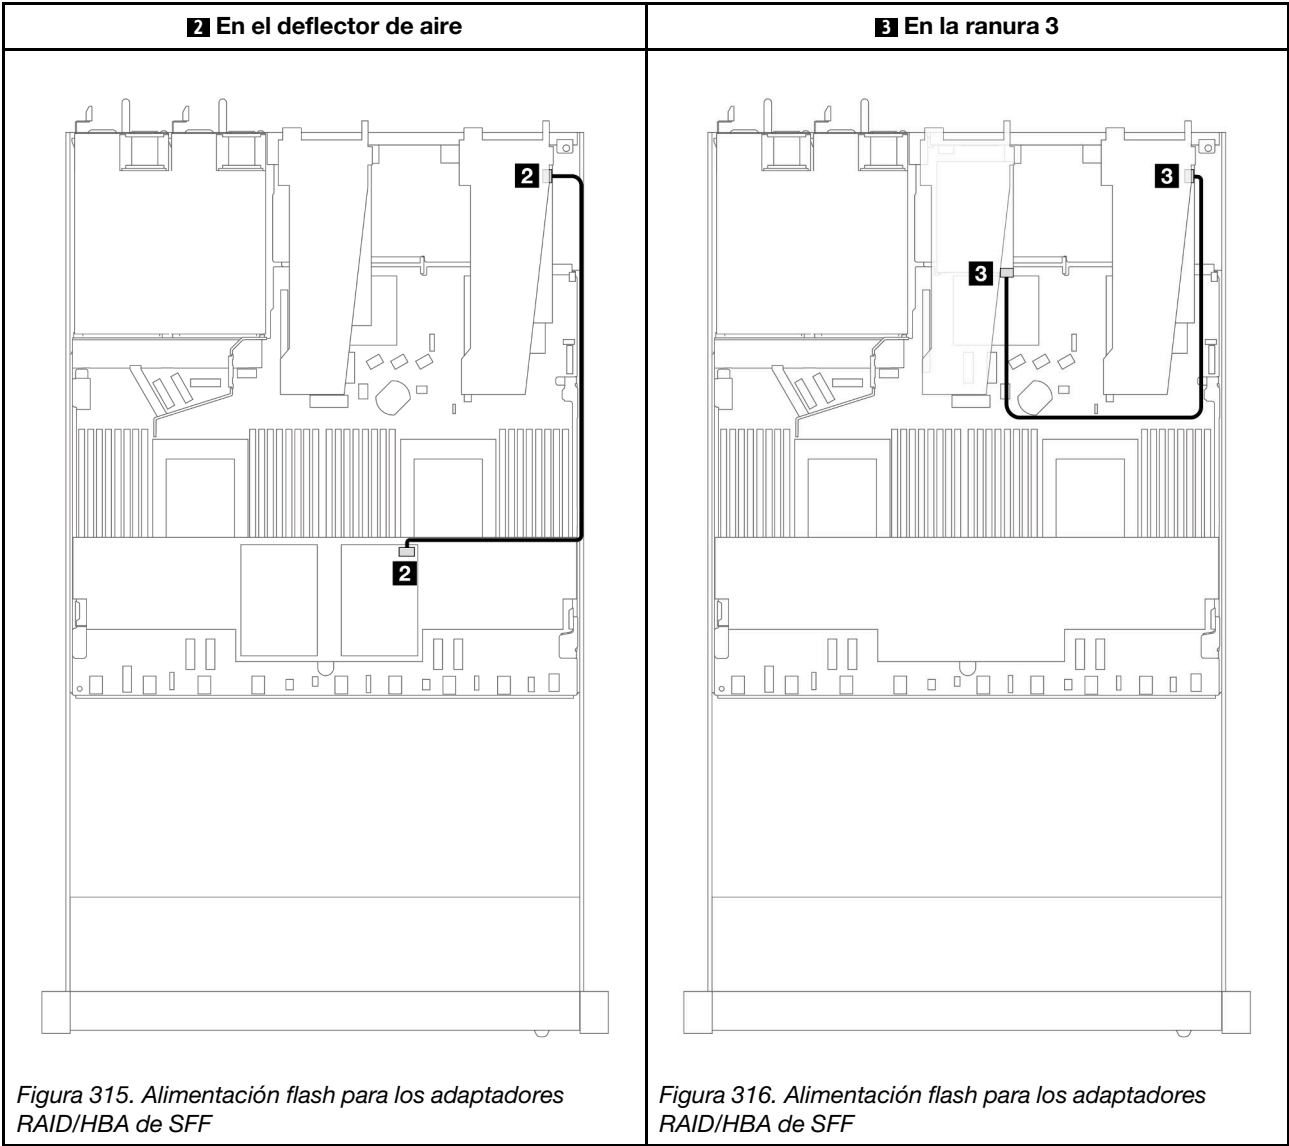 2 En el deflector de aire
3 En la ranura 3
2
2
3
3
Figura 315. Alimentación flash para los adaptadores
RAID/HBA de SFF
Figura 316. Alimentación flash para los adaptadores
RAID/HBA de SFF